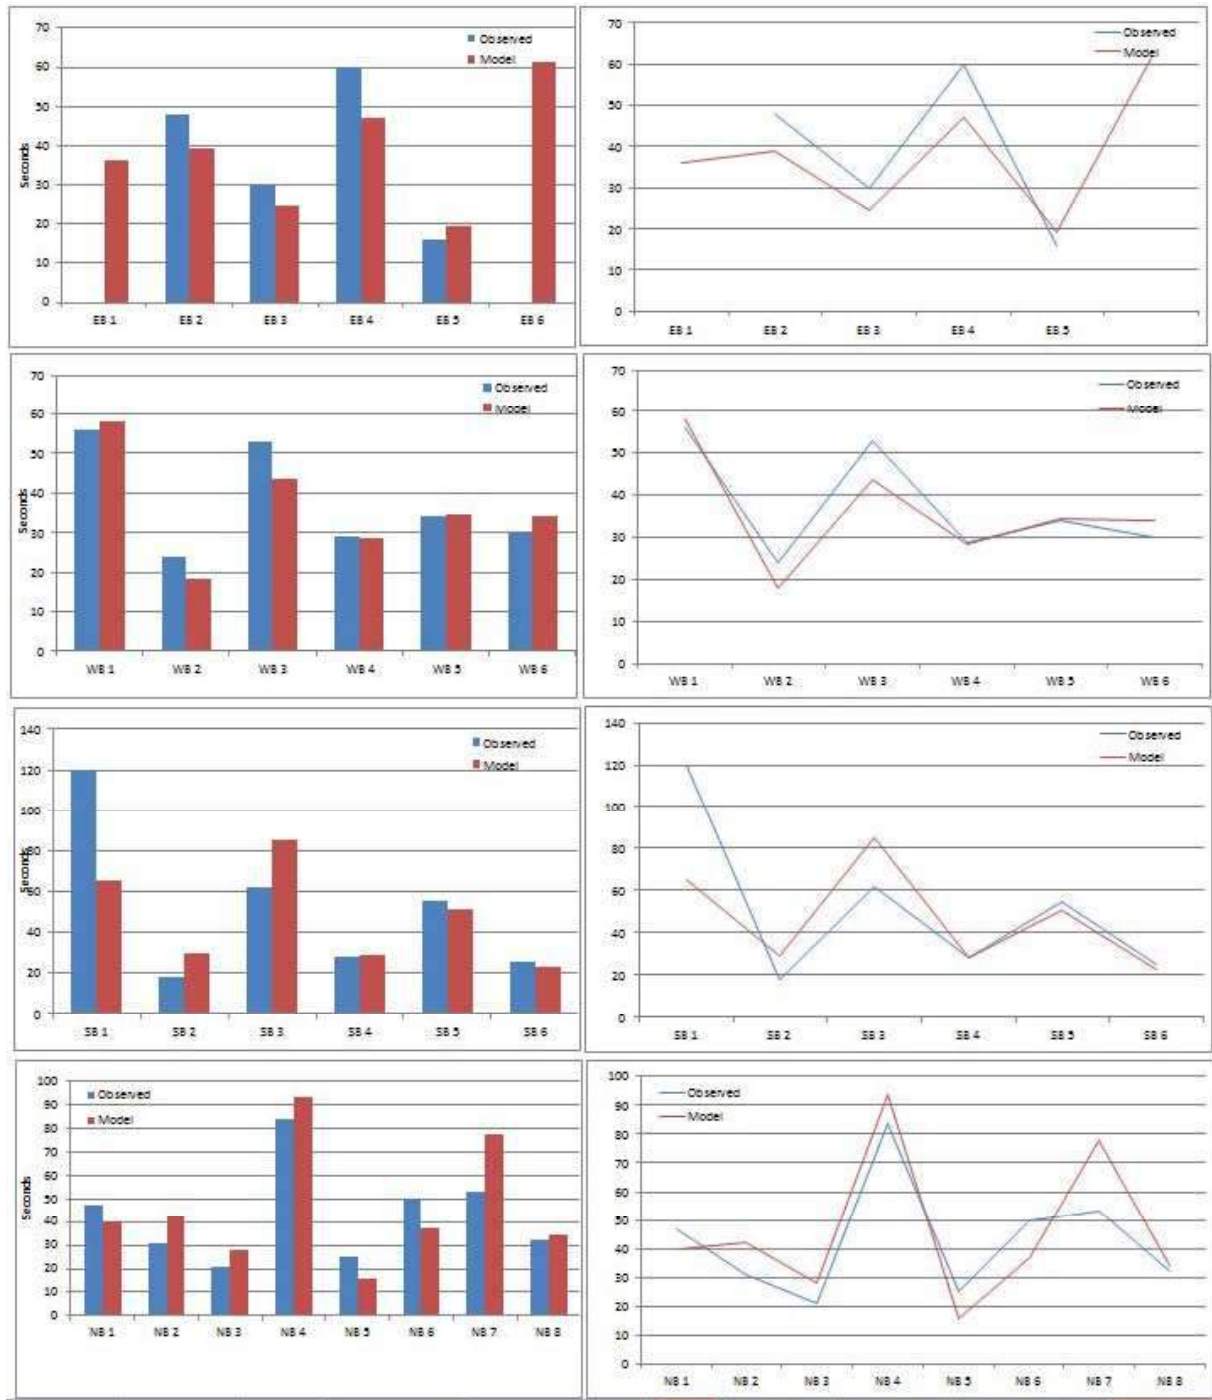 70
60
50
40
30
20
10
0
Seconds
Observed
Model
EB 1 EB 2 EB 3 EB 4 EB 5 EB 6
70
60
50
40
30
20
10
0
Observed
Model
EB 1 EB 2 EB 3 EB 4 EB 5
70
60
50
40
30
20
10
0
Seconds
Observed
Model
WB 1 WB 2 WB 3 WB 4 WB 5 WB 6
70
60
50
40
30
20
10
0
Observed
Model
WB 1 WB 2 WB 3 WB 4 WB 5 WB 6
140
120
100
80
60
40
20
0
Seconds
Observed
Model
SB 1 SB 2 SB 3 SB 4 SB 5 SB 6
140
120
100
80
60
40
20
0
Observed
Model
SB 1 SB 2 SB 3 SB 4 SB 5 SB 6
100
90
80
70
60
50
40
30
20
10
0
Seconds
Observed
Model
NB 1 NB 2 NB 3 NB 4 NB 5 NB 6 NB 7 NB 8
100
90
80
70
60
50
40
30
20
10
0
Observed
Model
NB 1 NB 2 NB 3 NB 4 NB 5 NB 6 NB 7 NB 8